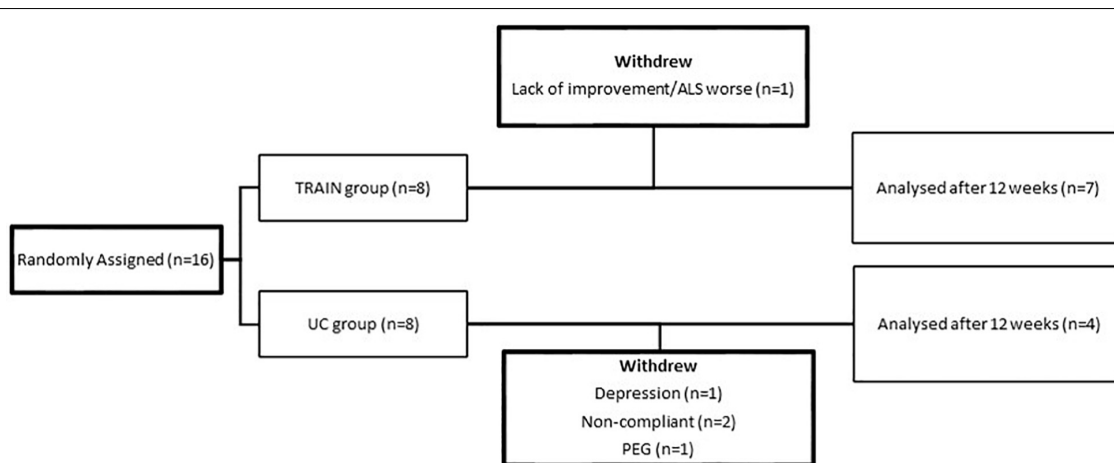 Withdrew
Lack of improvement/ALS worse (n=1)
TRAIN group (n=8)
Analysed after 12 weeks (n=7)
Randomly Assigned (n=16)
UC group (n=8)
Analysed after 12 weeks (n=4)
Withdrew
Depression (n=1)
Non-compliant (n=2)
PEG (n=1)